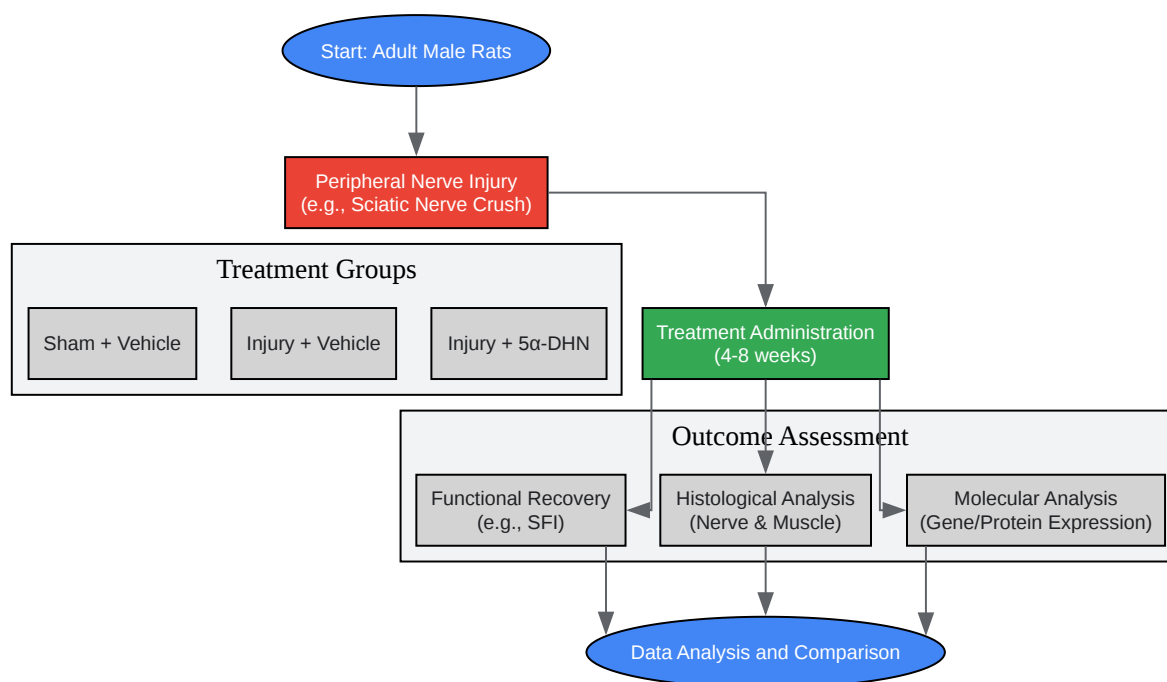 Start: Adult Male Rats
Peripheral Nerve Injury
(e.g., Sciatic Nerve Crush)
Treatment Groups
Sham + Vehicle
Injury + Vehicle
Injury + 5α-DHN
Treatment Administration
(4-8 weeks)
Outcome Assessment
Functional Recovery
(e.g., SFI)
Histological Analysis
(Nerve & Muscle)
Molecular Analysis
(Gene/Protein Expression)
Data Analysis and Comparison